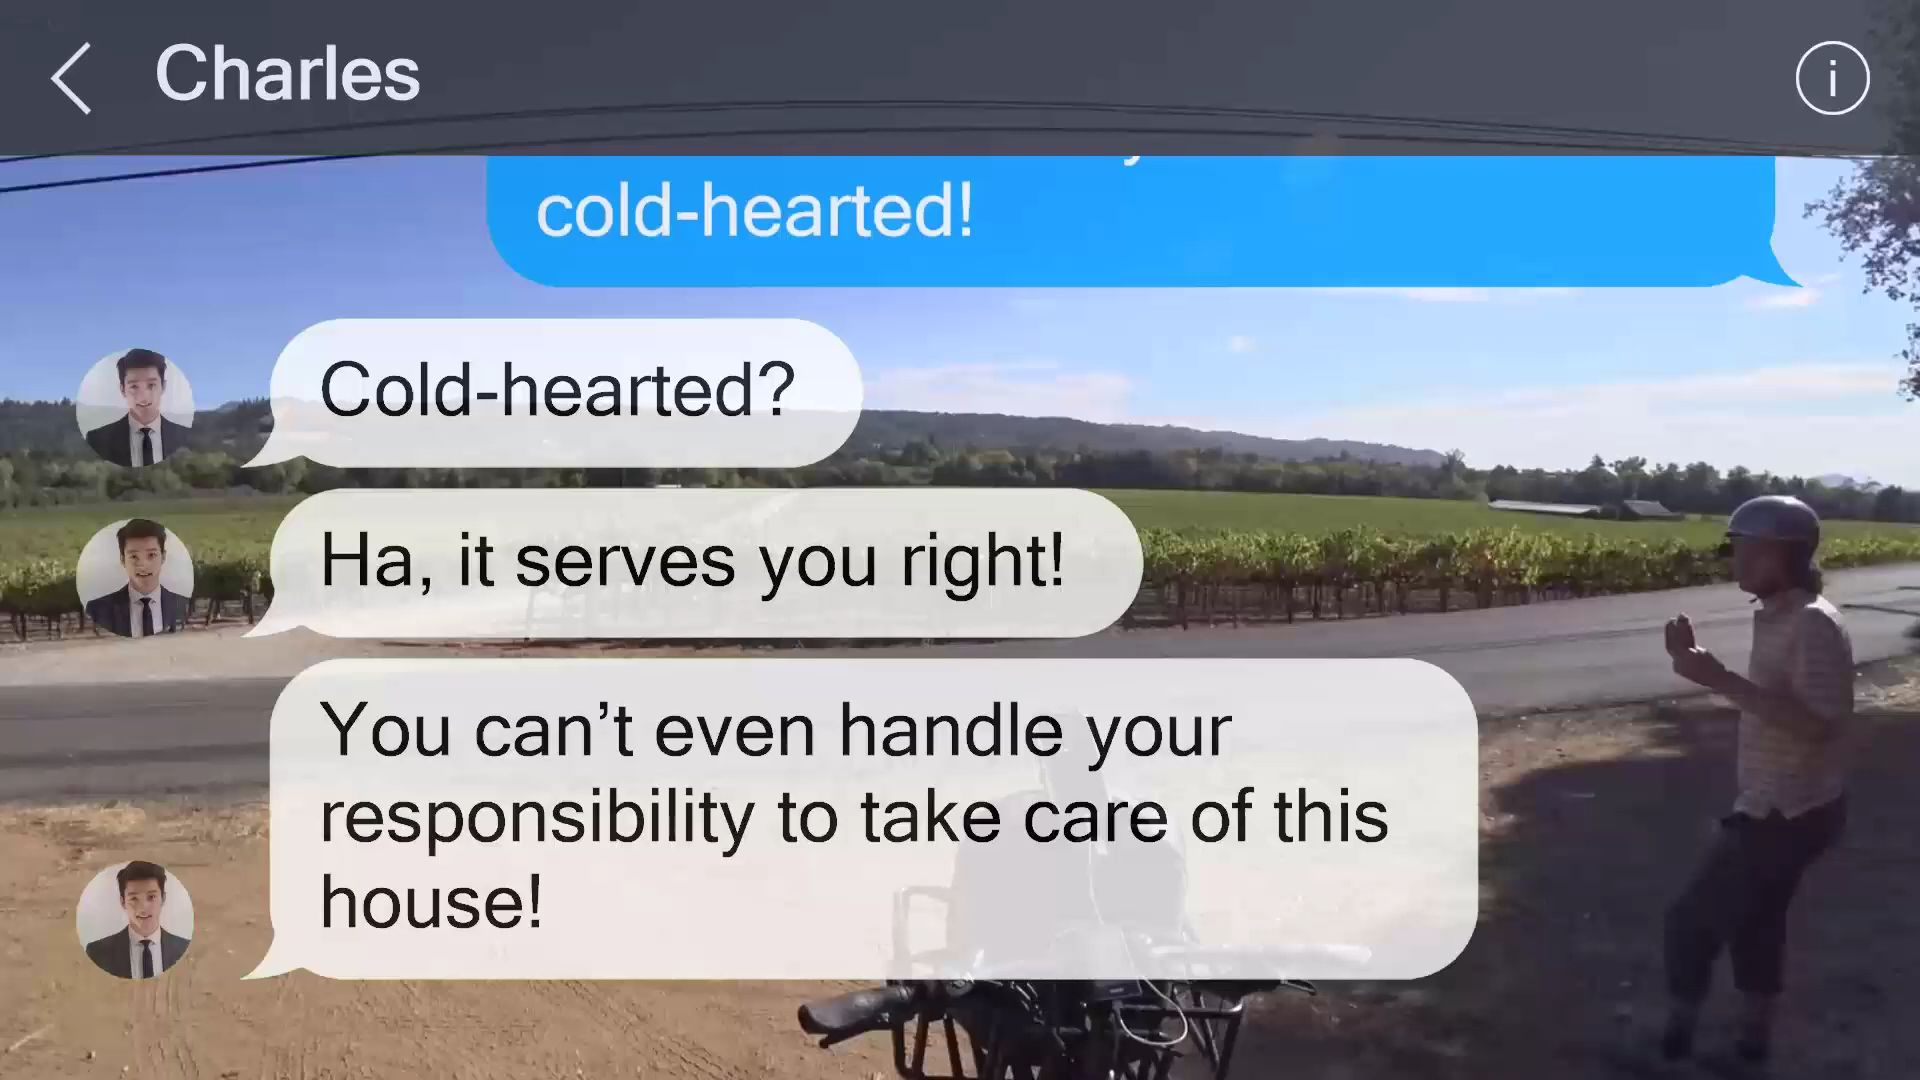 Charles
cold-hearted!
Cold-hearted?
Ha, it serves you right!
You can’t even handle your
responsibility to take care of this
house!